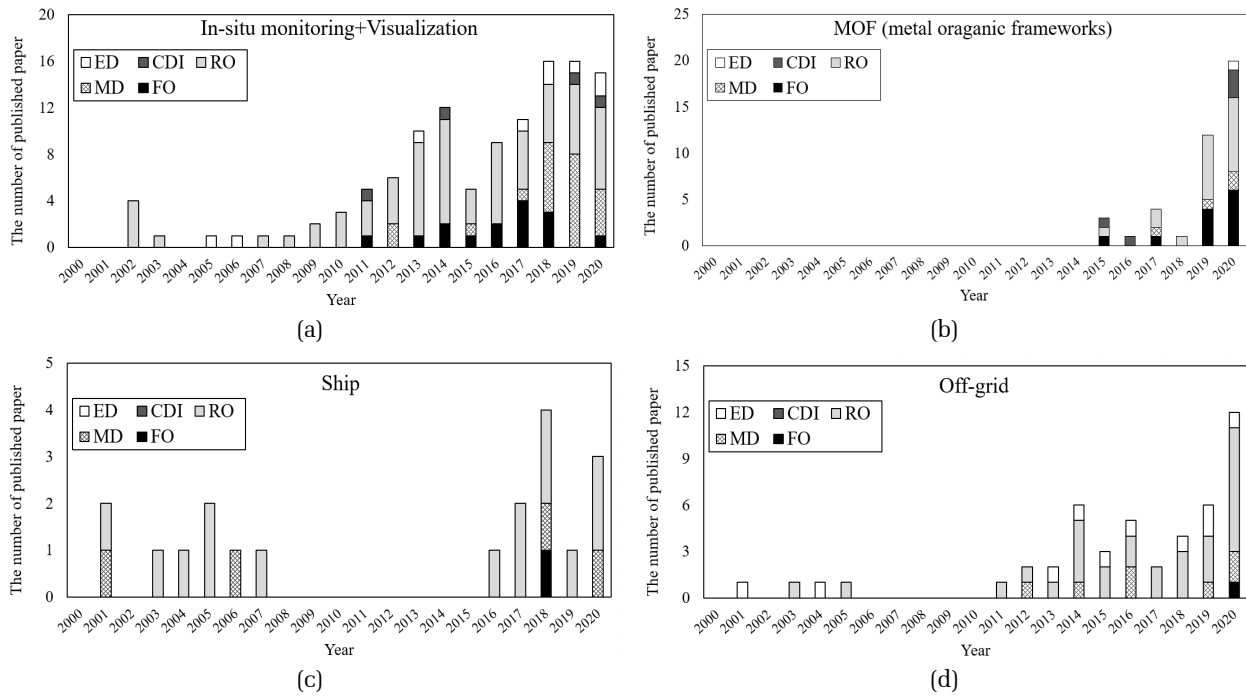 In-situ monitoring+Visualization
The number of published paper
20
16
12
8
4
0
ED CDI RO
MD FO
2000 2001 2002 2003 2004 2005 2006 2007 2008 2009 2010 2011 2012 2013 2014 2015 2016 2017 2018 2019 2020
Year
(a)
MOF (metal oraganic frameworks)
The number of published paper
25
20
15
10
5
0
ED CDI RO
MD FO
2000 2001 2002 2003 2004 2005 2006 2007 2008 2009 2010 2011 2012 2013 2014 2015 2016 2017 2018 2019 2020
Year
(b)
Ship
The number of published paper
5
4
3
2
1
0
ED CDI RO
MD FO
2000 2001 2002 2003 2004 2005 2006 2007 2008 2009 2010 2011 2012 2013 2014 2015 2016 2017 2018 2019 2020
Year
(c)
Off-grid
The number of published paper
15
12
9
6
3
0
ED CDI RO
MD FO
2000 2001 2002 2003 2004 2005 2006 2007 2008 2009 2010 2011 2012 2013 2014 2015 2016 2017 2018 2019 2020
Year
(d)